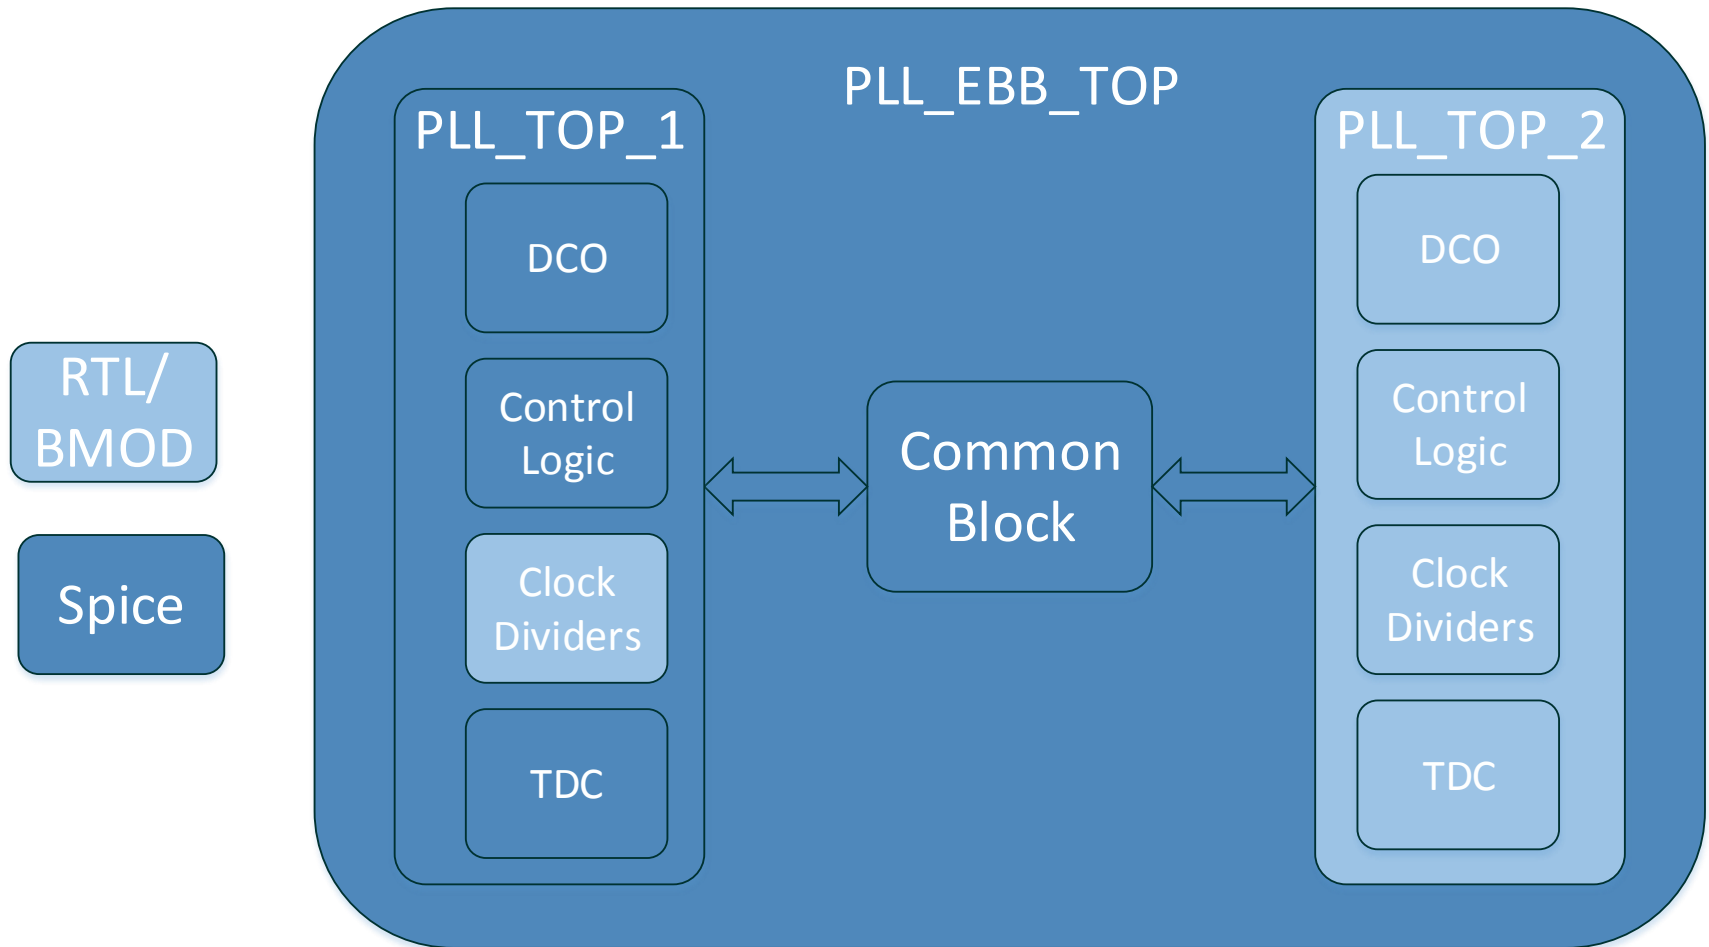 PLL_EBB_TOP
PLL_TOP_1
DCO
Control
Logic
Clock
Dividers
TDC
Common
Block
PLL_TOP_2
DCO
Control
Logic
Clock
Dividers
TDC
RTL/
BMOD
Spice